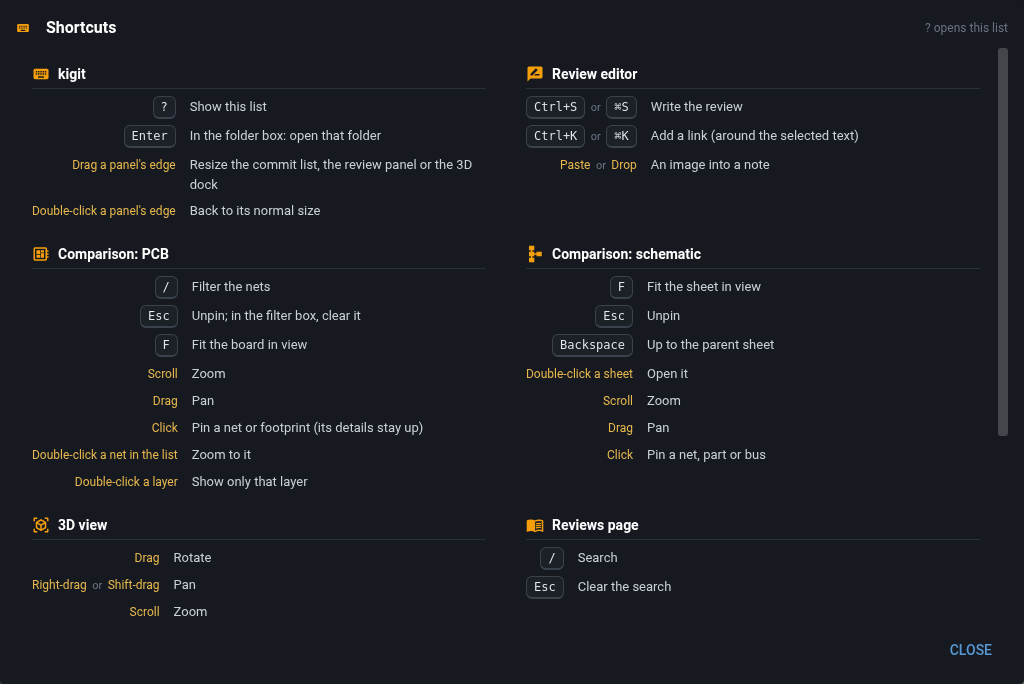 Shortcuts
? opens this list
kigit
? Show this list
Enter In the folder box: open that folder
Drag a panel's edge Resize the commit list, the review panel or the 3D
dock
Double-click a panel's edge Back to its normal size
Review editor
Ctrl+S or ⌘S Write the review
Ctrl+K or ⌘K Add a link (around the selected text)
Paste or Drop An image into a note
Comparison: PCB
/ Filter the nets
Esc Unpin; in the filter box, clear it
F Fit the board in view
Scroll Zoom
Drag Pan
Click Pin a net or footprint (its details stay up)
Double-click a net in the list Zoom to it
Double-click a layer Show only that layer
Comparison: schematic
F Fit the sheet in view
Esc Unpin
Backspace Up to the parent sheet
Double-click a sheet Open it
Scroll Zoom
Drag Pan
Click Pin a net, part or bus
3D view
Drag Rotate
Right-drag or Shift-drag Pan
Scroll Zoom
Reviews page
/ Search
Esc Clear the search
CLOSE